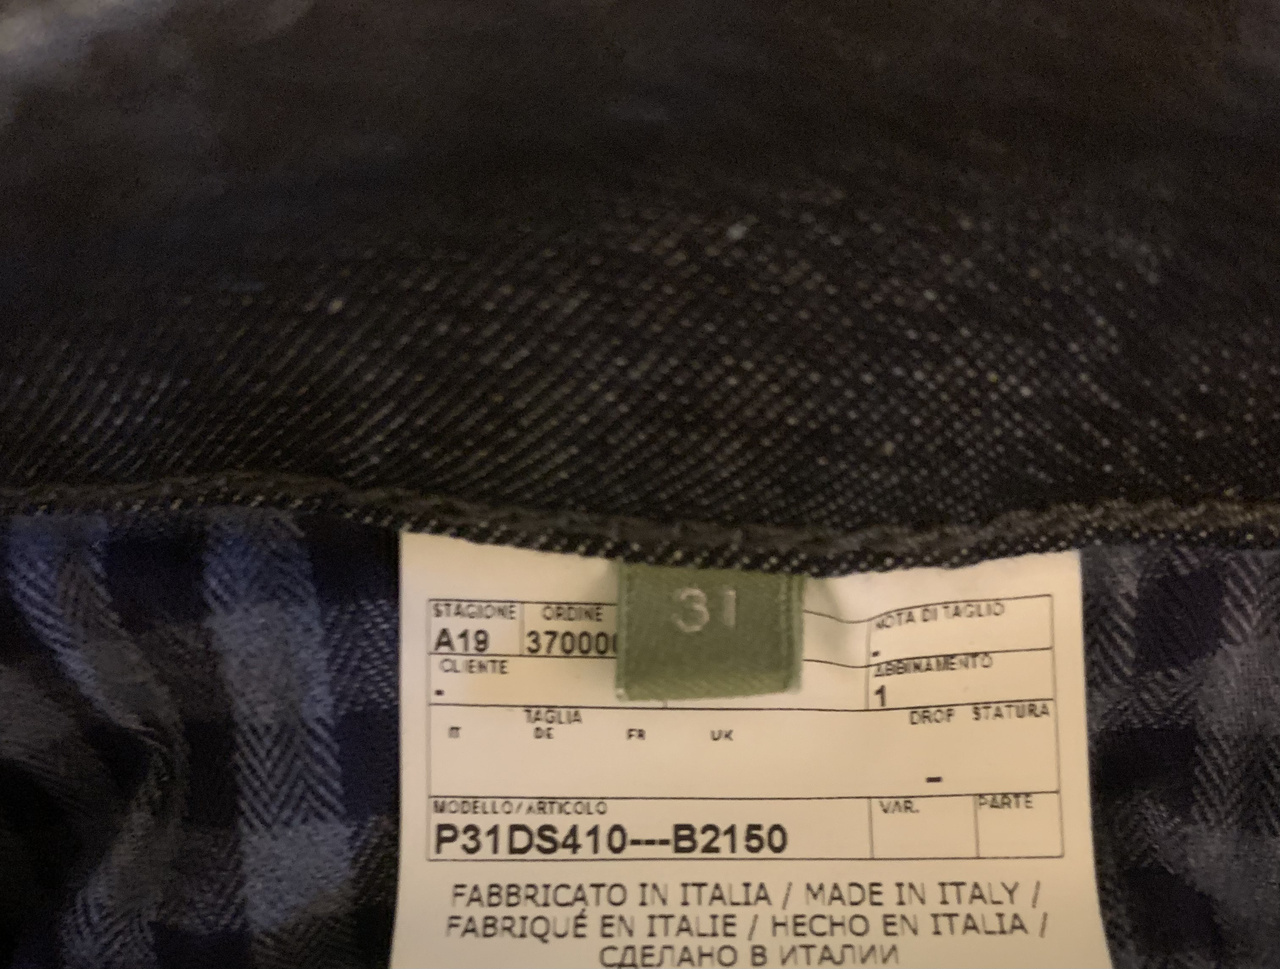 31
STAGIONE ORDINE NOTA DI TAGLIO
A19 .
CLIENTE ABBINAMENTO
. 1
TAGLIA DROP STATURA
IT DE FR UK
-
MODELLO/ARTICOLO VAR. PARTE
P31DS410---B2150
FABBRICATO IN ITALIA / MADE IN ITALY /
FABRIQUÉ EN ITALIE / HECHO EN ITALIA /
СДЕЛАНО В ИТАЛИИ